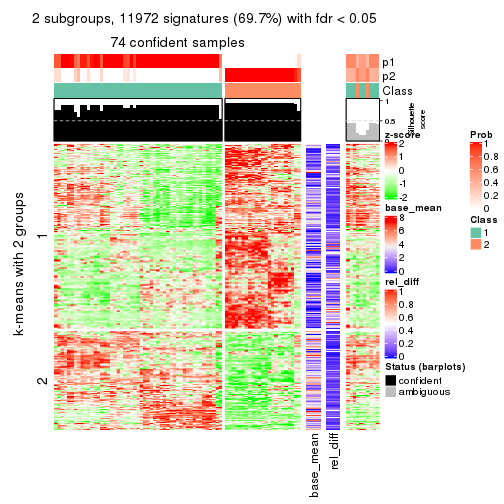 2 subgroups, 11972 signatures (69.7%) with fdr < 0.05
74 confident samples
p1
p2
Class
1
0.5
0
Silhouette
score
k-means with 2 groups
1
2
base_mean
rel_diff
z-score
2
1
0
-1
-2
base_mean
8
6
4
2
0
rel_diff
1
0.8
0.6
0.4
0.2
0
Status (barplots)
confident
ambiguous
Prob
1
0.8
0.6
0.4
0.2
0
Class
1
2